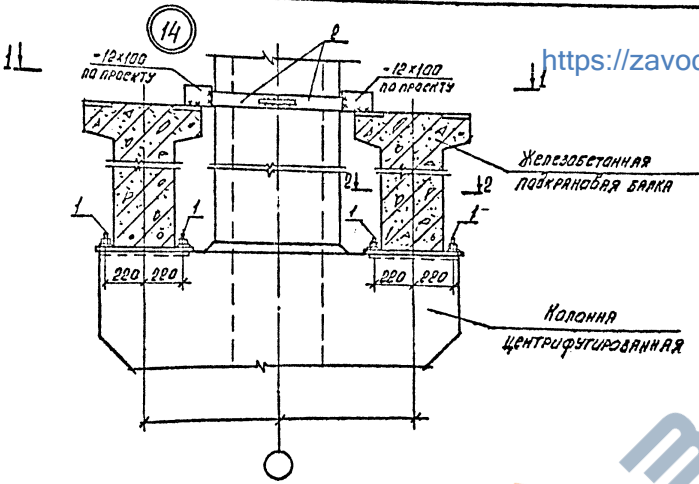 14
1
2
1
https://zavod
-12×100
по проекту
-12×100
по проекту
Железобетонная
подкрановая балка
2
2
1
1
1
1
220
220
220
220
Колонна
центрифугированная